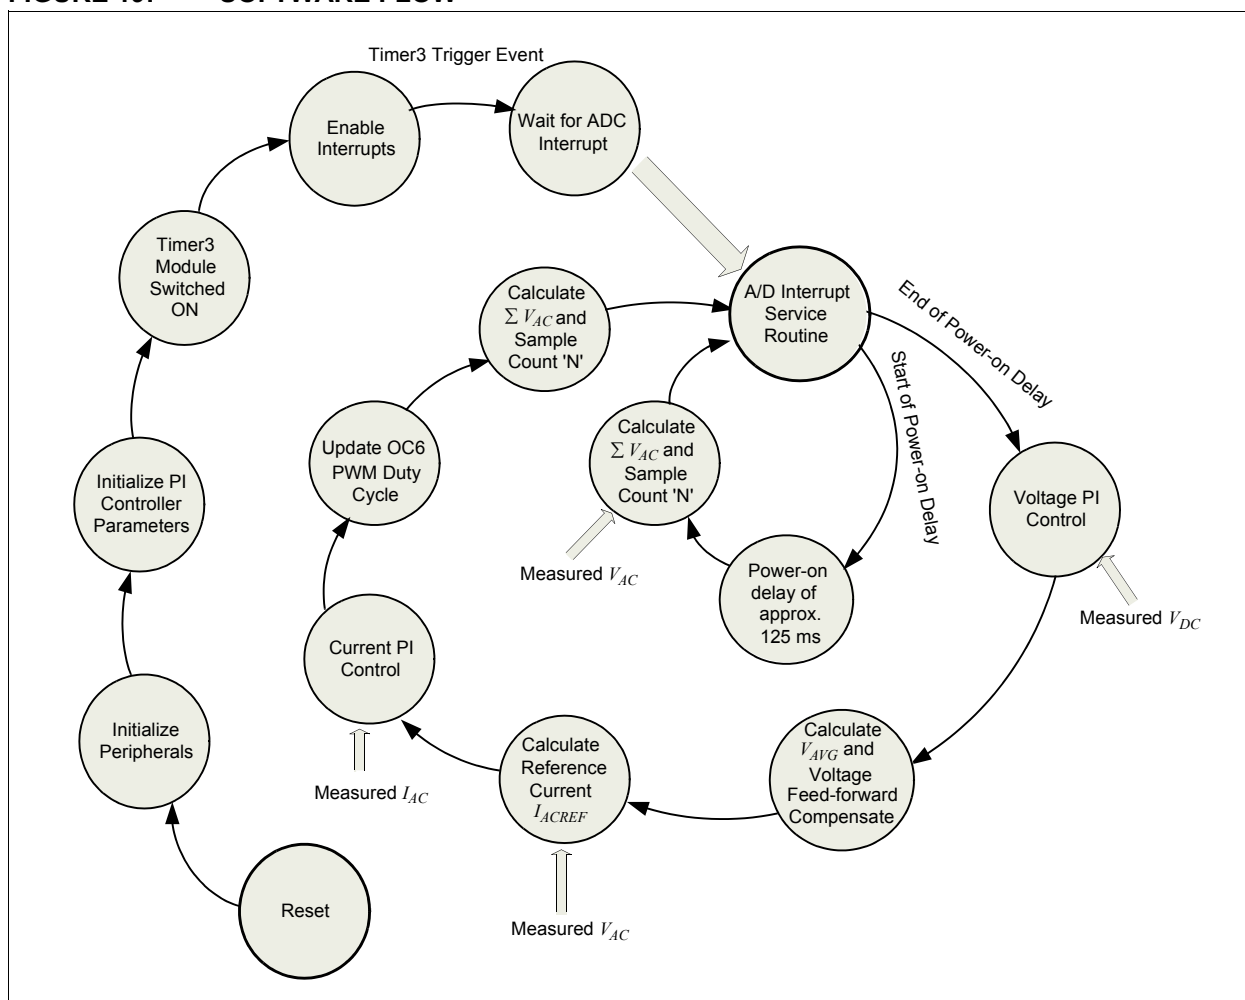 FIGURE SOFTWARE FLOW
Timer3 Trigger Event
Enable
Interrupts
Wait for ADC
Interrupt
Timer3
Module
Switched
ON
Calculate
Σ VAC and
Sample
Count 'N'
A/D Interrupt
Service
Routine
End of Power-on Delay
Start of Power-on Delay
Initialize PI
Controller
Parameters
Update OC6
PWM Duty
Cycle
Calculate
Σ VAC and
Sample
Count 'N'
Voltage PI
Control
Measured VAC
Power-on
delay of
approx.
125 ms
Measured VDC
Current PI
Control
Initialize
Peripherals
Measured IAC
Calculate
Reference
Current
IACREF
Calculate
VAVG and
Voltage
Feed-forward
Compensate
Reset
Measured VAC